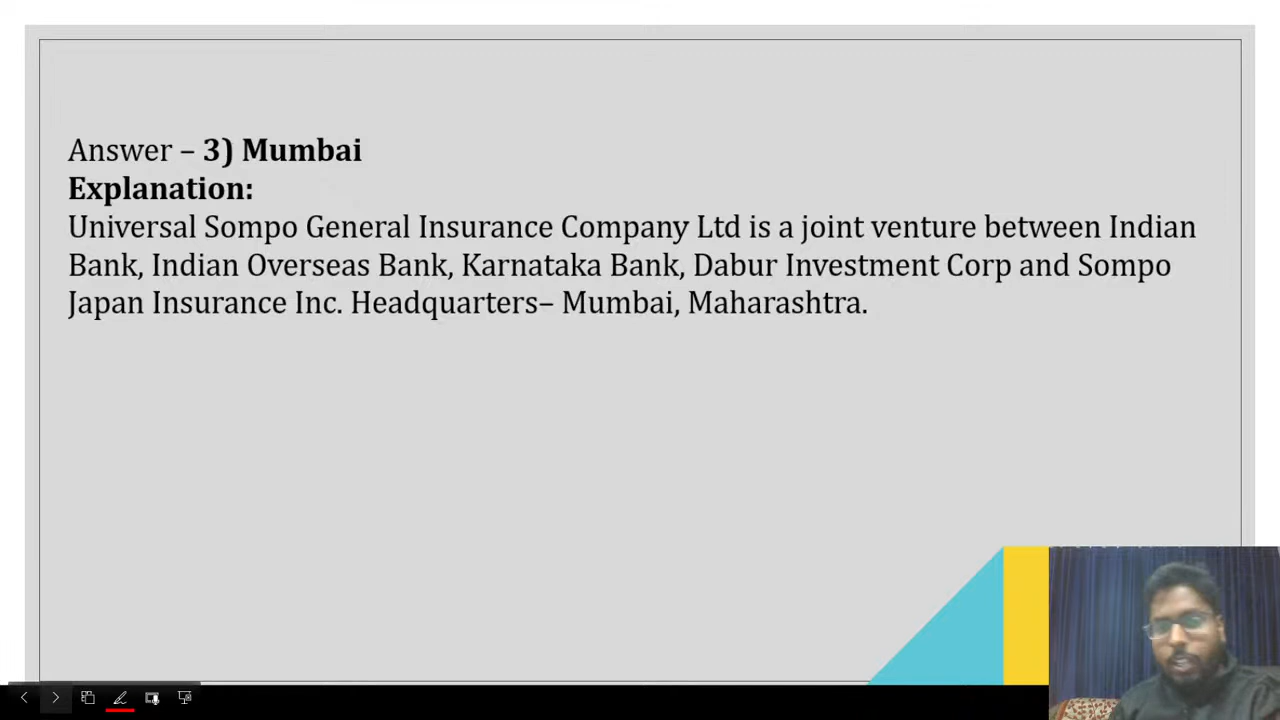 Answer – 3) Mumbai
Explanation:
Universal Sompo General Insurance Company Ltd is a joint venture between Indian
Bank, Indian Overseas Bank, Karnataka Bank, Dabur Investment Corp and Sompo
Japan Insurance Inc. Headquarters– Mumbai, Maharashtra.